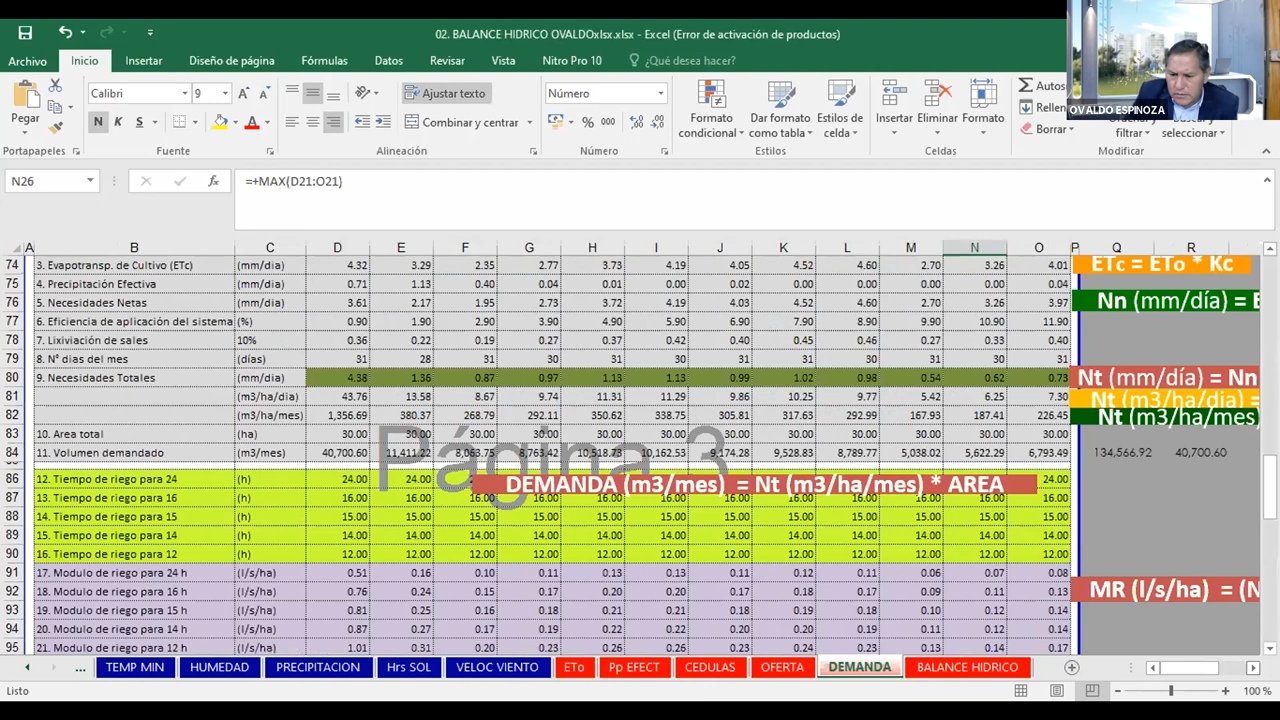 02. BALANCE HIDRICO OVALDOxlsx.xlsx - Excel (Error de activación de productos)
OVALDO ESPINOZA
Archivo Inicio Insertar Diseño de página Fórmulas Datos Revisar Vista Nitro Pro 10 ¿Qué desea hacer?
Pegar
Calibri 9
N K S
Ajustar texto
Combinar y centrar
Número
% 000
Formato condicional
Dar formato como tabla
Estilos de celda
Insertar Eliminar Formato
Borrar
filtrar seleccionar
Portapapeles Fuente Alineación Número Estilos Celdas Modificar
N26 fx =+MAX(D21:O21)
A B C D E F G H I J K L M N O P Q R
74 3. Evapotransp. de Cultivo (ETc) (mm/dia) 4.32 3.29 2.35 2.77 3.73 4.19 4.05 4.52 4.60 2.70 3.26 4.01 ETc = ETo * Kc
75 4. Precipitación Efectiva (mm/dia) 0.71 1.13 0.40 0.04 0.01 0.00 0.02 0.00 0.00 0.00 0.00 0.04
76 5. Necesidades Netas (mm/dia) 3.61 2.17 1.95 2.73 3.72 4.19 4.03 4.52 4.60 2.70 3.26 3.97 Nn (mm/día) =
77 6. Eficiencia de aplicación del sistema (%) 0.90 1.90 2.90 3.90 4.90 5.90 6.90 7.90 8.90 9.90 10.90 11.90
78 7. Lixiviación de sales 10% 0.36 0.22 0.19 0.27 0.37 0.42 0.40 0.45 0.46 0.27 0.33 0.40
79 8. N° dias del mes (días) 31 28 31 30 31 30 31 31 30 31 30 31
80 9. Necesidades Totales (mm/dia) 4.38 1.36 0.87 0.97 1.13 1.13 0.99 1.02 0.98 0.54 0.62 0.73 Nt (mm/día) = Nn
81 (m3/ha/dia) 43.76 13.58 8.67 9.74 11.31 11.29 9.86 10.25 9.77 5.42 6.25 7.30 Nt (m3/ha/dia) =
82 (m3/ha/mes) 1,356.69 380.37 268.79 292.11 350.62 338.75 305.81 317.63 292.99 167.93 187.41 226.45 Nt (m3/ha/mes)
83 10. Area total (ha) 30.00 30.00 30.00 30.00 30.00 30.00 30.00 30.00 30.00 30.00 30.00 30.00
Página 3
84 11. Volumen demandado (m3/mes) 40,700.60 11,411.22 8,063.75 8,763.42 10,518.73 10,162.53 9,174.28 9,528.83 8,789.77 5,038.02 5,622.29 6,793.49 134,566.92 40,700.60
86 12. Tiempo de riego para 24 (h) 24.00 24.00 24.00
DEMANDA (m3/mes) = Nt (m3/ha/mes) * AREA
87 13. Tiempo de riego para 16 (h) 16.00 16.00 16.00 16.00 16.00 16.00 16.00 16.00 16.00 16.00 16.00 16.00
88 14. Tiempo de riego para 15 (h) 15.00 15.00 15.00 15.00 15.00 15.00 15.00 15.00 15.00 15.00 15.00 15.00
89 15. Tiempo de riego para 14 (h) 14.00 14.00 14.00 14.00 14.00 14.00 14.00 14.00 14.00 14.00 14.00 14.00
90 16. Tiempo de riego para 12 (h) 12.00 12.00 12.00 12.00 12.00 12.00 12.00 12.00 12.00 12.00 12.00 12.00
91 17. Modulo de riego para 24 h (l/s/ha) 0.51 0.16 0.10 0.11 0.13 0.13 0.11 0.12 0.11 0.06 0.07 0.08
92 18. Modulo de riego para 16 h (l/s/ha) 0.76 0.24 0.15 0.17 0.20 0.20 0.17 0.18 0.17 0.09 0.11 0.13 MR (l/s/ha) = (N
93 19. Modulo de riego para 15 h (l/s/ha) 0.81 0.25 0.16 0.18 0.21 0.21 0.18 0.19 0.18 0.10 0.12 0.14
94 20. Modulo de riego para 14 h (l/s/ha) 0.87 0.27 0.17 0.19 0.22 0.22 0.20 0.20 0.19 0.11 0.12 0.14
95 21. Modulo de riego para 12 h (l/s/ha) 1.01 0.31 0.20 0.23 0.26 0.26 0.23 0.24 0.23 0.13 0.14 0.17
... TEMP MIN HUMEDAD PRECIPITACION Hrs SOL VELOC VIENTO ETo Pp EFECT CEDULAS OFERTA DEMANDA BALANCE HIDRICO
Listo 100 %